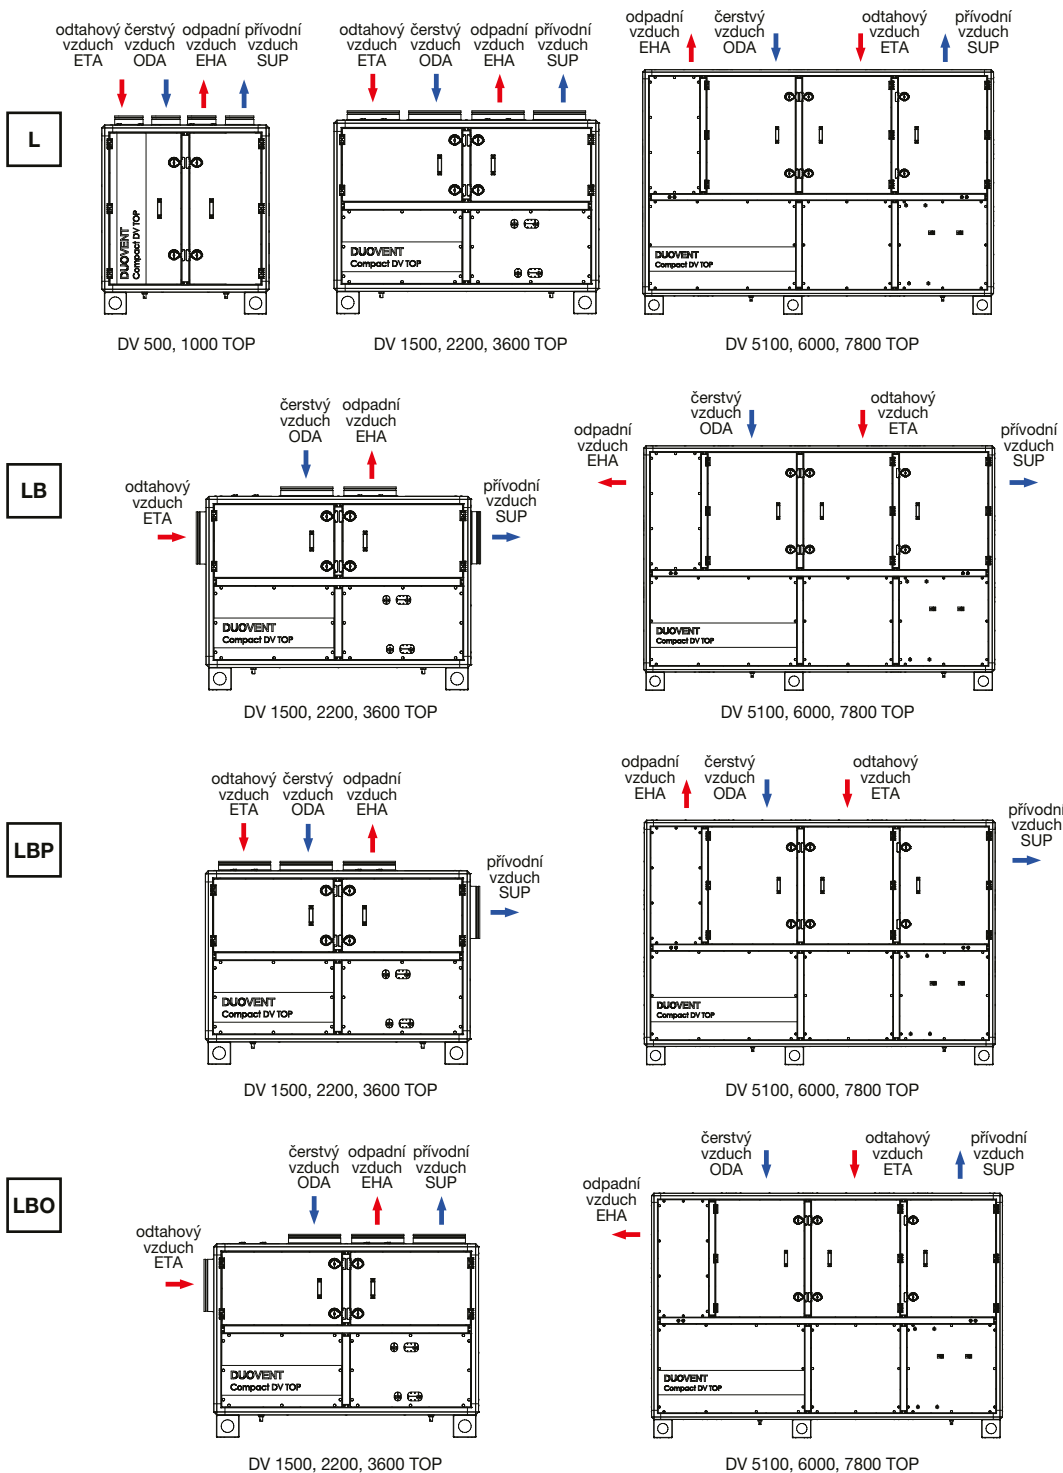 L
odtahový čerstvý odpadní přívodní
vzduch vzduch vzduch vzduch
ETA ODA EHA SUP
DUOVENT
Compact DV TOP
DV 500, 1000 TOP
odtahový čerstvý odpadní přívodní
vzduch vzduch vzduch vzduch
ETA ODA EHA SUP
DUOVENT
Compact DV TOP
DV 1500, 2200, 3600 TOP
odpadní čerstvý odtahový přívodní
vzduch vzduch vzduch vzduch
EHA ODA ETA SUP
DUOVENT
Compact DV TOP
DV 5100, 6000, 7800 TOP
LB
čerstvý odpadní
vzduch vzduch
ODA EHA
odtahový
vzduch
ETA
přívodní
vzduch
SUP
DUOVENT
Compact DV TOP
DV 1500, 2200, 3600 TOP
čerstvý odtahový
vzduch vzduch
ODA ETA
odpadní
vzduch
EHA
přívodní
vzduch
SUP
DUOVENT
Compact DV TOP
DV 5100, 6000, 7800 TOP
LBP
odtahový čerstvý odpadní
vzduch vzduch vzduch
ETA ODA EHA
přívodní
vzduch
SUP
DUOVENT
Compact DV TOP
DV 1500, 2200, 3600 TOP
odpadní čerstvý odtahový
vzduch vzduch vzduch
EHA ODA ETA
přívodní
vzduch
SUP
DUOVENT
Compact DV TOP
DV 5100, 6000, 7800 TOP
LBO
čerstvý odpadní přívodní
vzduch vzduch vzduch
ODA EHA SUP
odtahový
vzduch
ETA
DUOVENT
Compact DV TOP
DV 1500, 2200, 3600 TOP
čerstvý odtahový přívodní
vzduch vzduch vzduch
ODA ETA SUP
odpadní
vzduch
EHA
DUOVENT
Compact DV TOP
DV 5100, 6000, 7800 TOP